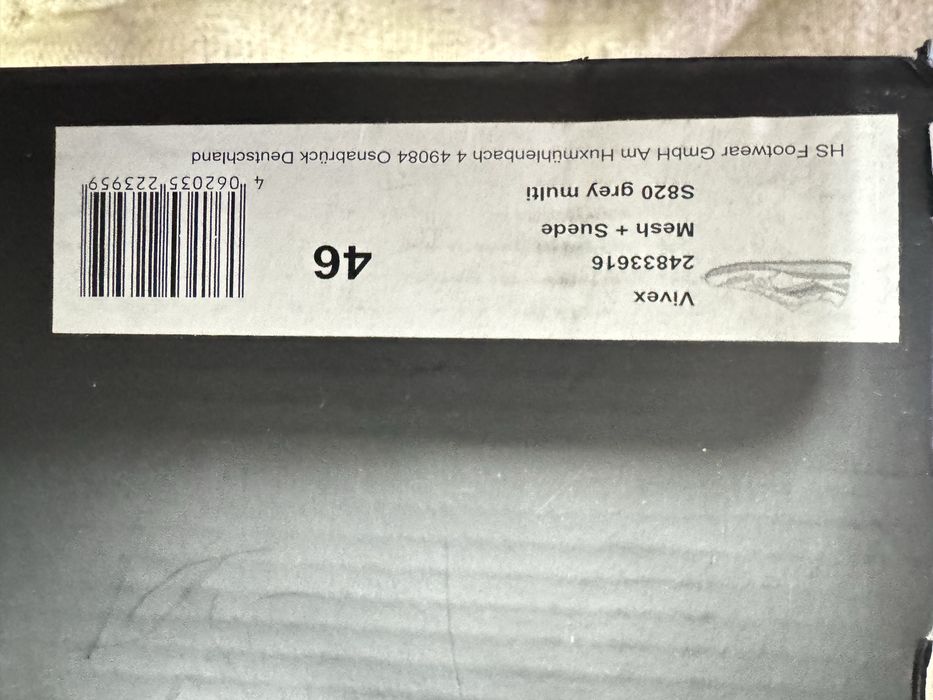 Vivex
24833616
Mesh + Suede
S820 grey multi
46
4 062035 223959
HS Footwear GmbH Am Huxmühlenbach 4 49084 Osnabrück Deutschland